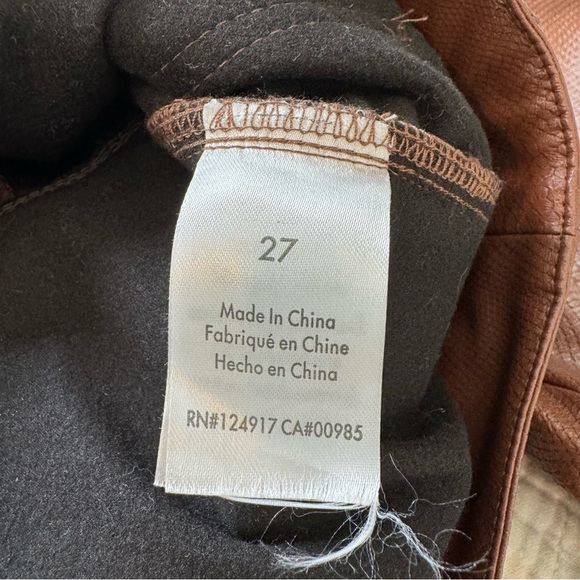 27
Made In China
Fabriqué en Chine
Hecho en China
RN#124917 CA#00985